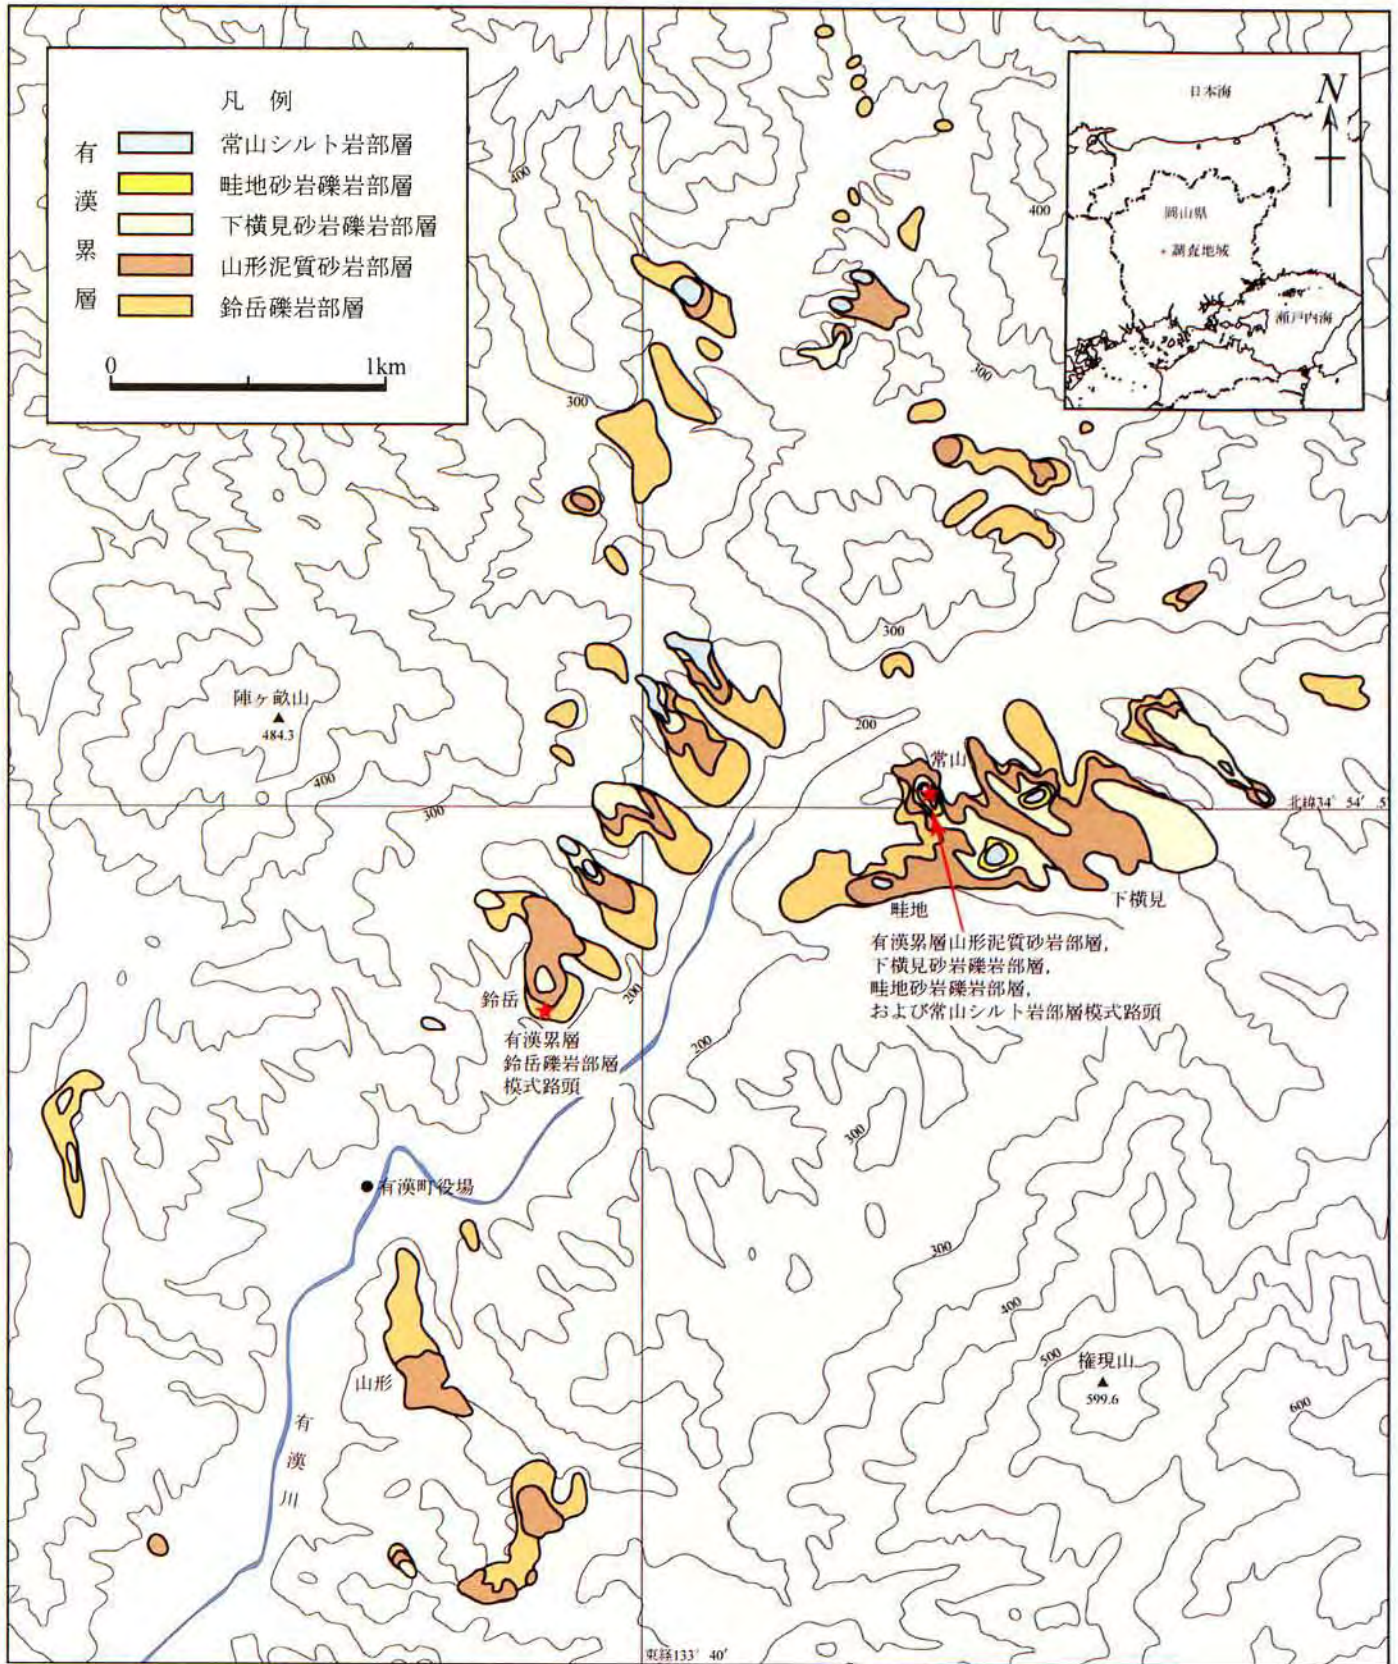 凡 例
有漢累層
常山シルト岩部層
畦地砂岩礫岩部層
下横見砂岩礫岩部層
山形泥質砂岩部層
鈴岳礫岩部層
0 1km
日本海
N
岡山県
調査地域
瀬戸内海
400
400
300
300
300
陣ヶ畝山
484.3
400
300
200
常山
北緯34° 54′ .5
下横見
畦地
有漢累層山形泥質砂岩部層,
下横見砂岩礫岩部層,
畦地砂岩礫岩部層,
および常山シルト岩部層模式露頭
鈴岳
200
有漢累層
鈴岳礫岩部層
模式露頭
200
300
有漢町役場
300
400
500
権現山
599.6
600
山形
有漢川
東経133° 40′